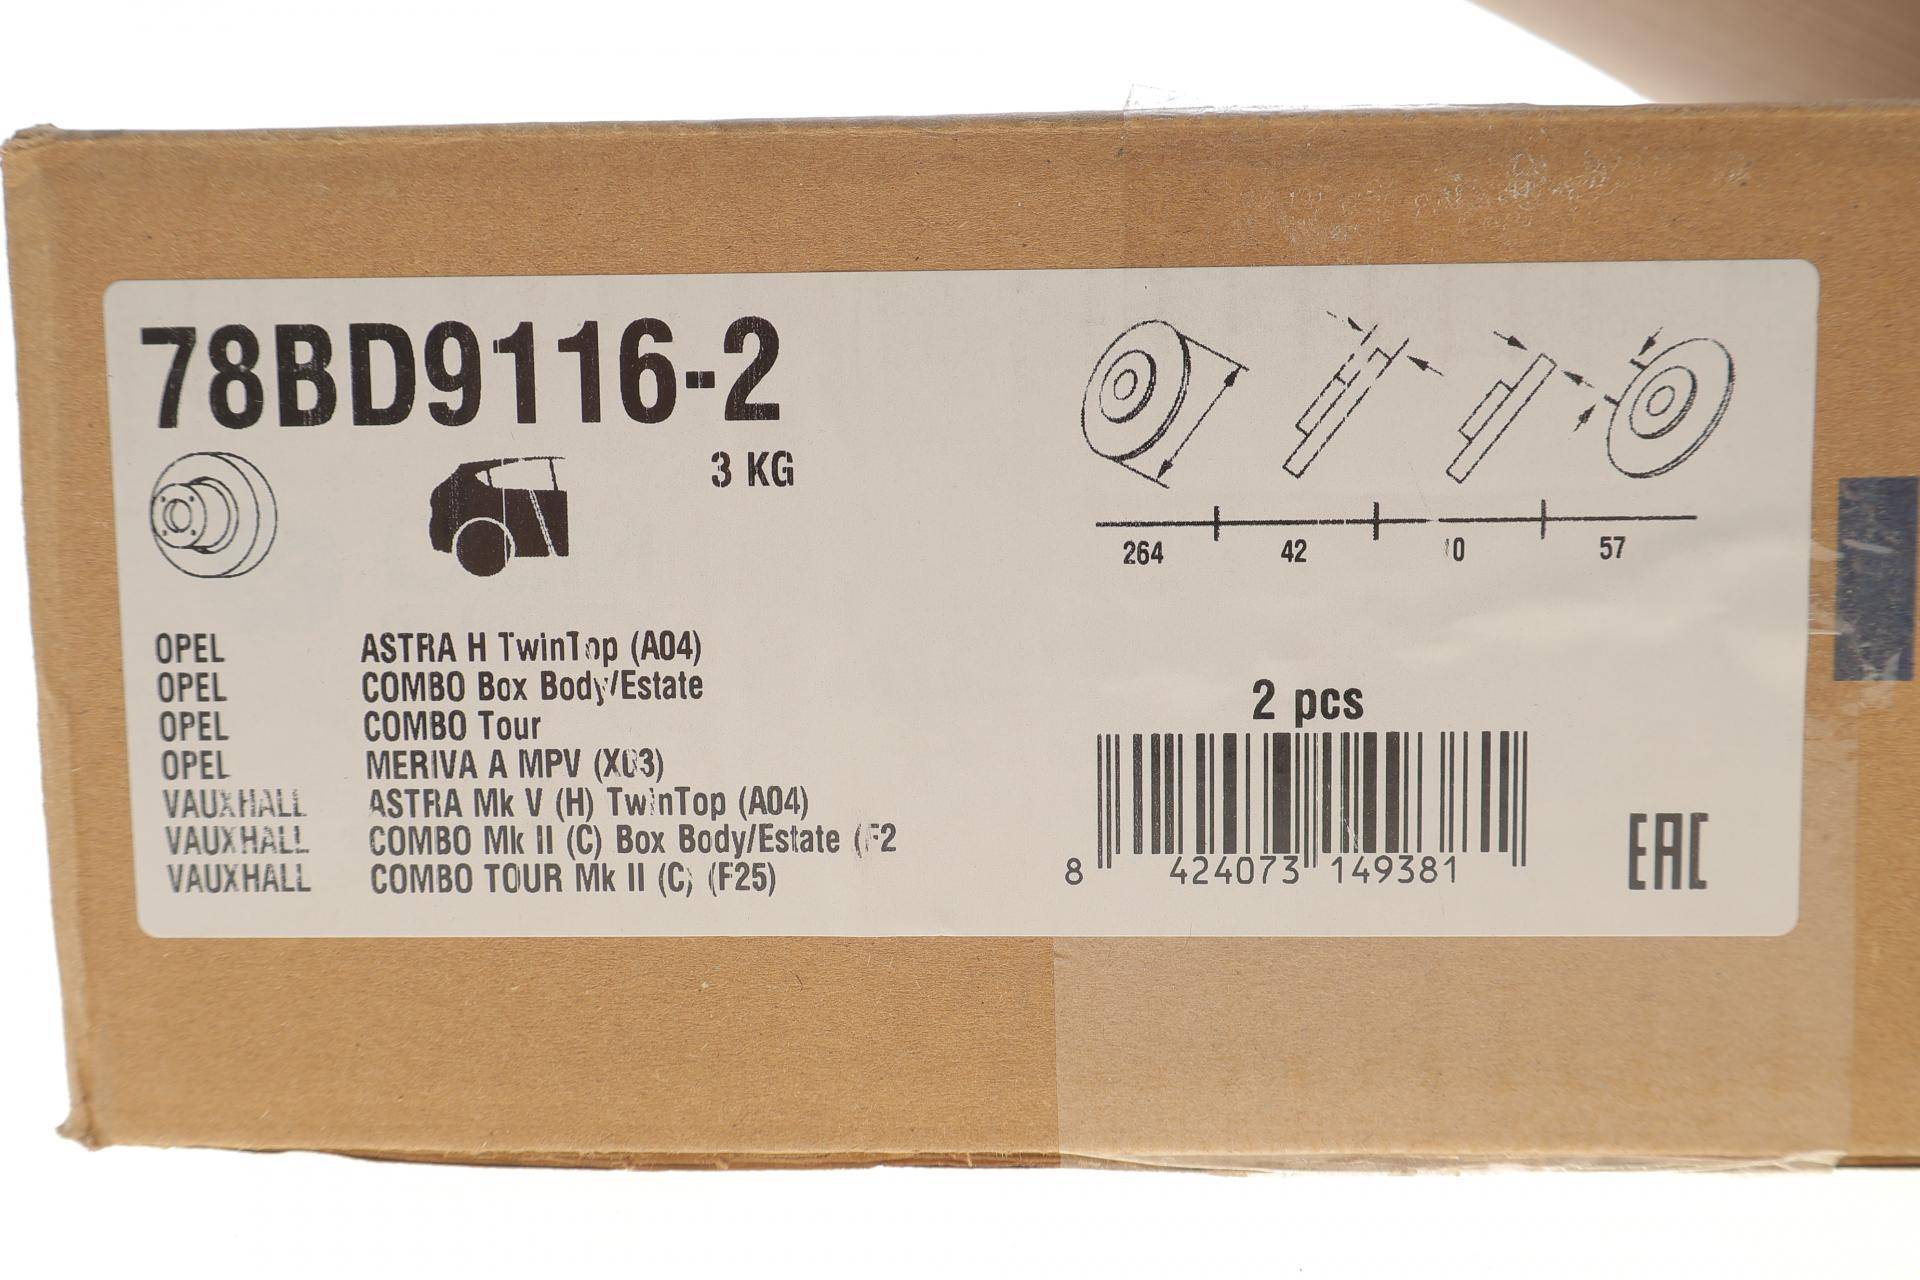 78BD9116-2
3 KG
264 42 10 57
OPEL ASTRA H TwinTop (A04)
OPEL COMBO Box Body/Estate
OPEL COMBO Tour
OPEL MERIVA A MPV (X03)
VAUXHALL ASTRA Mk V (H) TwinTop (A04)
VAUXHALL COMBO Mk II (C) Box Body/Estate (F2
VAUXHALL COMBO TOUR Mk II (C) (F25)
2 pcs
8 424073 149381
EAC